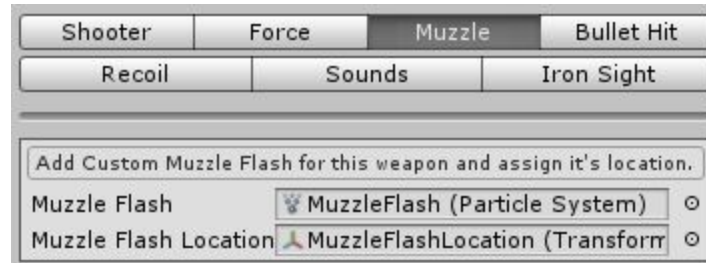 Shooter Force Muzzle Bullet Hit
Recoil Sounds Iron Sight
Add Custom Muzzle Flash for this weapon and assign it's location.
Muzzle Flash MuzzleFlash (Particle System)
Muzzle Flash Location MuzzleFlashLocation (Transform